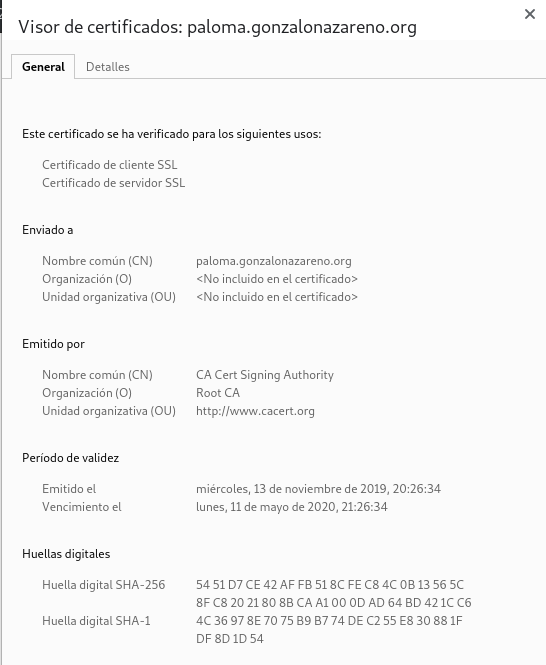 Visor de certificados: paloma.gonzalonazareno.org
General Detalles
Este certificado se ha verificado para los siguientes usos:
Certificado de cliente SSL
Certificado de servidor SSL
Enviado a
Nombre común (CN) paloma.gonzalonazareno.org
Organización (O) <No incluido en el certificado>
Unidad organizativa (OU) <No incluido en el certificado>
Emitido por
Nombre común (CN) CA Cert Signing Authority
Organización (O) Root CA
Unidad organizativa (OU) http://www.cacert.org
Período de validez
Emitido el miércoles, 13 de noviembre de 2019, 20:26:34
Vencimiento el lunes, 11 de mayo de 2020, 21:26:34
Huellas digitales
Huella digital SHA-256 54 51 D7 CE 42 AF FB 51 8C FE C8 4C 0B 13 56 5C
8F C8 20 21 80 8B CA A1 00 0D AD 64 BD 42 1C C6
Huella digital SHA-1 4C 36 97 8E 70 75 B9 B7 74 DE C2 55 E8 30 88 1F
DF 8D 1D 54